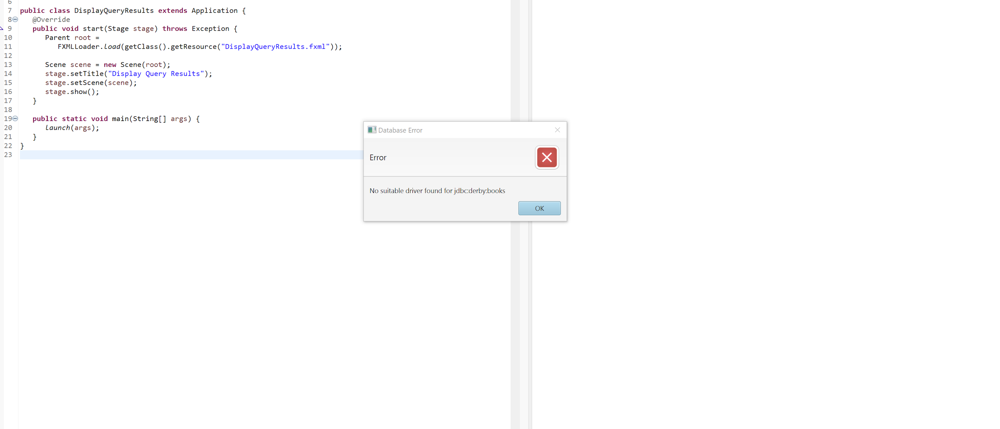 6
7 public class DisplayQueryResults extends Application {
8 @Override
9 public void start(Stage stage) throws Exception {
10 Parent root =
11 FXMLLoader.load(getClass().getResource("DisplayQueryResults.fxml"));
12
13 Scene scene = new Scene(root);
14 stage.setTitle("Display Query Results");
15 stage.setScene(scene);
16 stage.show();
17 }
18
19 public static void main(String[] args) {
20 launch(args);
21 }
22 }
23
Database Error
Error
No suitable driver found for jdbc:derby:books
OK